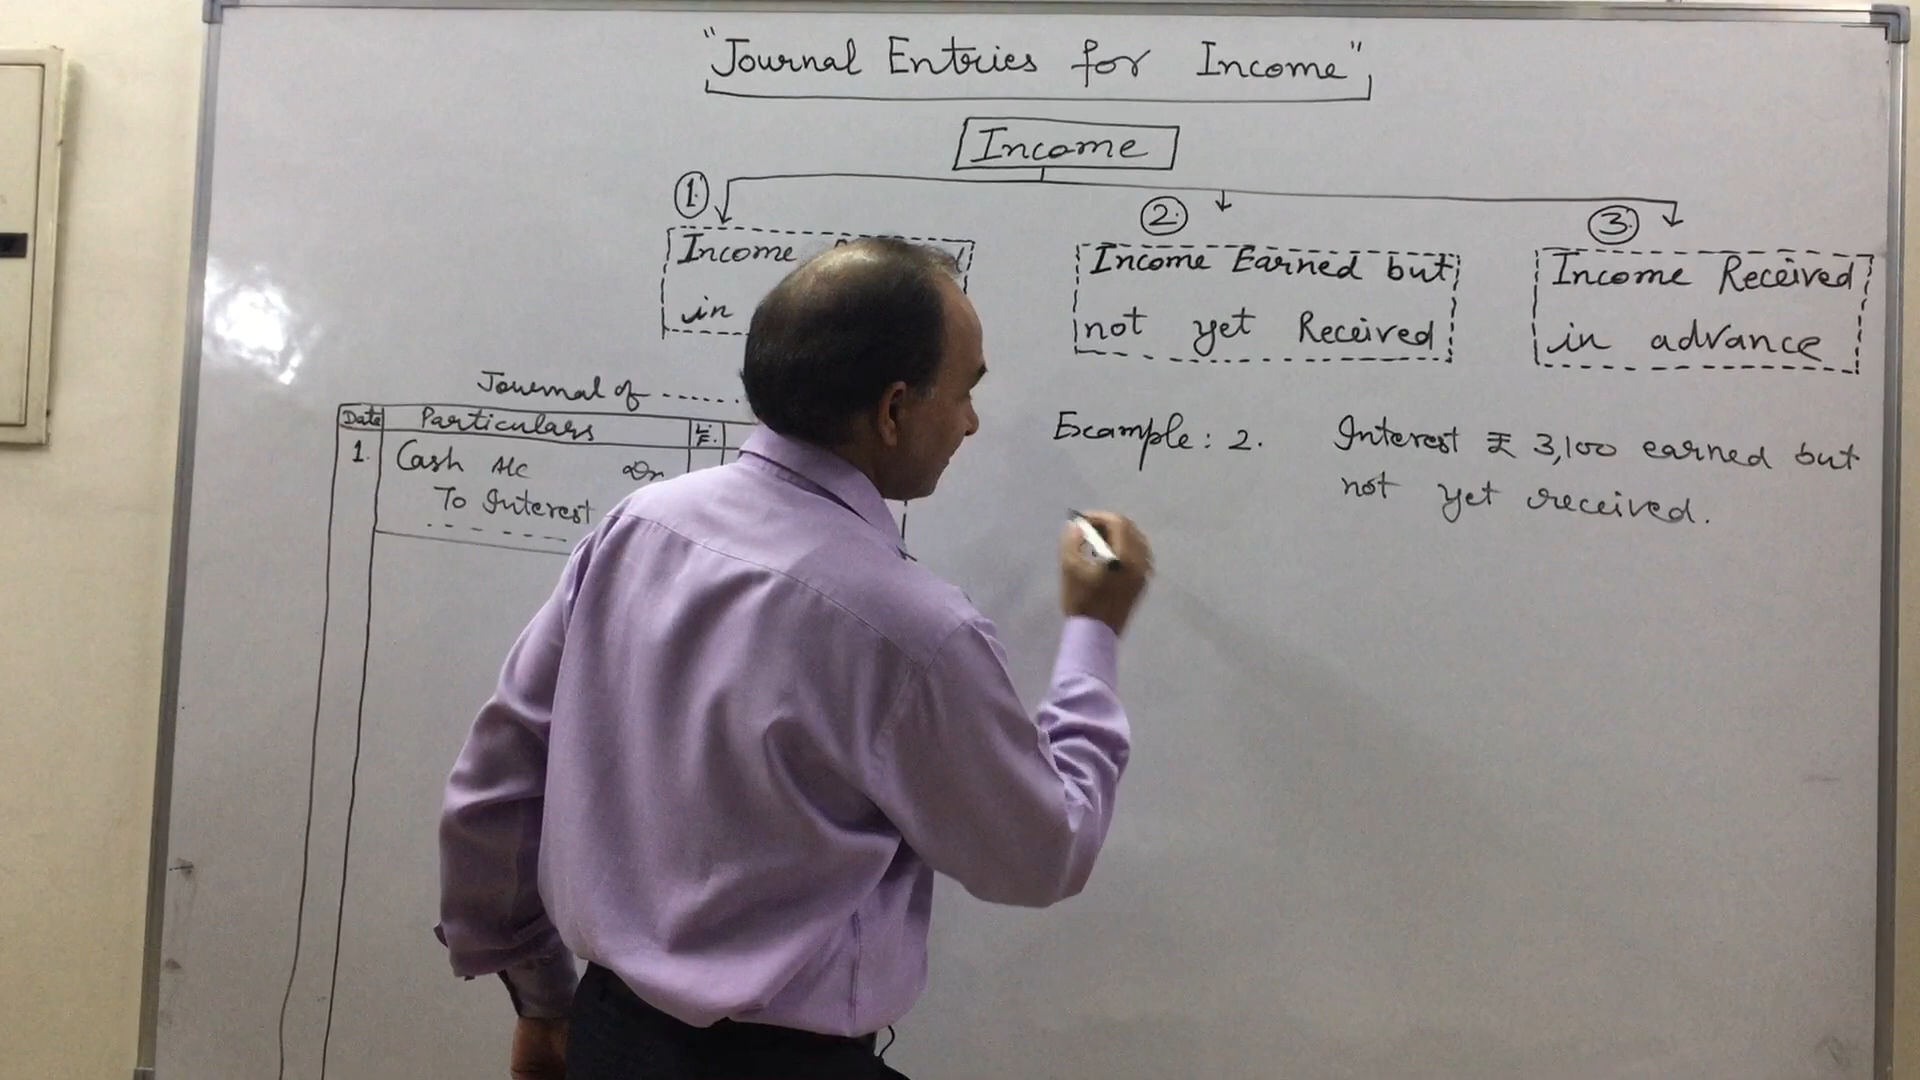 "Journal Entries for Income"
Income
1.
Income
in
2.
Income Earned but
not yet Received
3.
Income Received
in advance
Journal of ......
Date Particulars L.F.
1. Cash A/c Dr
To Interest
Example: 2. Interest ₹ 3,100 earned but
not yet received.